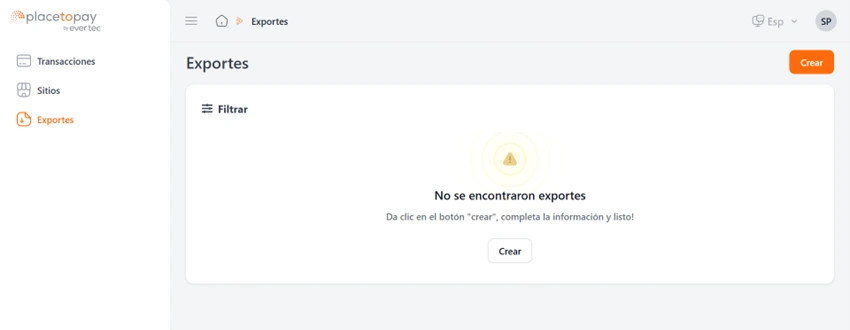 placetopay
by evertec
Exportes
Esp
SP
Transacciones
Sitios
Exportes
Exportes
Crear
Filtrar
No se encontraron exportes
Da clic en el botón "crear", completa la información y listo!
Crear